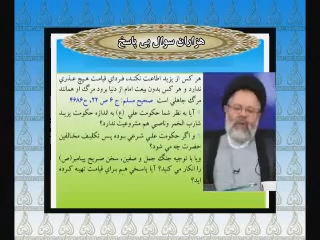 هزاران سوال بی پاسخ
هر کس از یزید اطاعت نکند، فردای قیامت هیچ عذری
ندارد و هر کس بدون بیعت امام از دنیا برود مرگ او همانند
مرگ جاهلی است صحیح مسلم: ج ۶ ص ۲۲، ح۴۶۸۶
آیا به نظر شما حکومت علی (ع) به اندازه حکومت یزید
شارب الخمر وناصبی هم مشروعیت ندارد؟
و اگر حکومت علی شرعی بوده پس تکلیف مخالفین
حضرت چه می شود؟
ویا با توجیه جنگ جمل و صفین، سخن صریح پیامبر(ص)
را انکار می کنید؟ آیا پاسخی هم برای قیامت تهیه کرده
اید؟